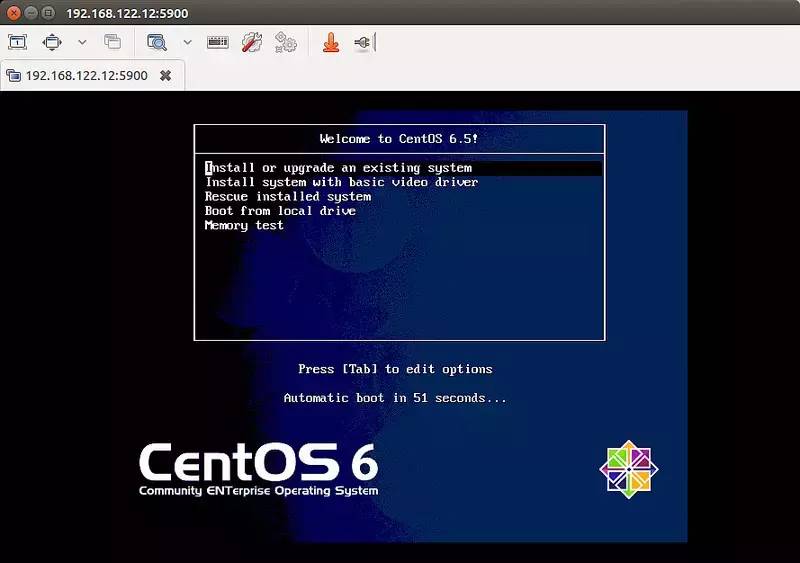 192.168.122.12:5900
192.168.122.12:5900
Welcome to CentOS 6.5!
Install or upgrade an existing system
Install system with basic video driver
Rescue installed system
Boot from local drive
Memory test
Press [Tab] to edit options
Automatic boot in 51 seconds...
CentOS 6
Community ENTerprise Operating System